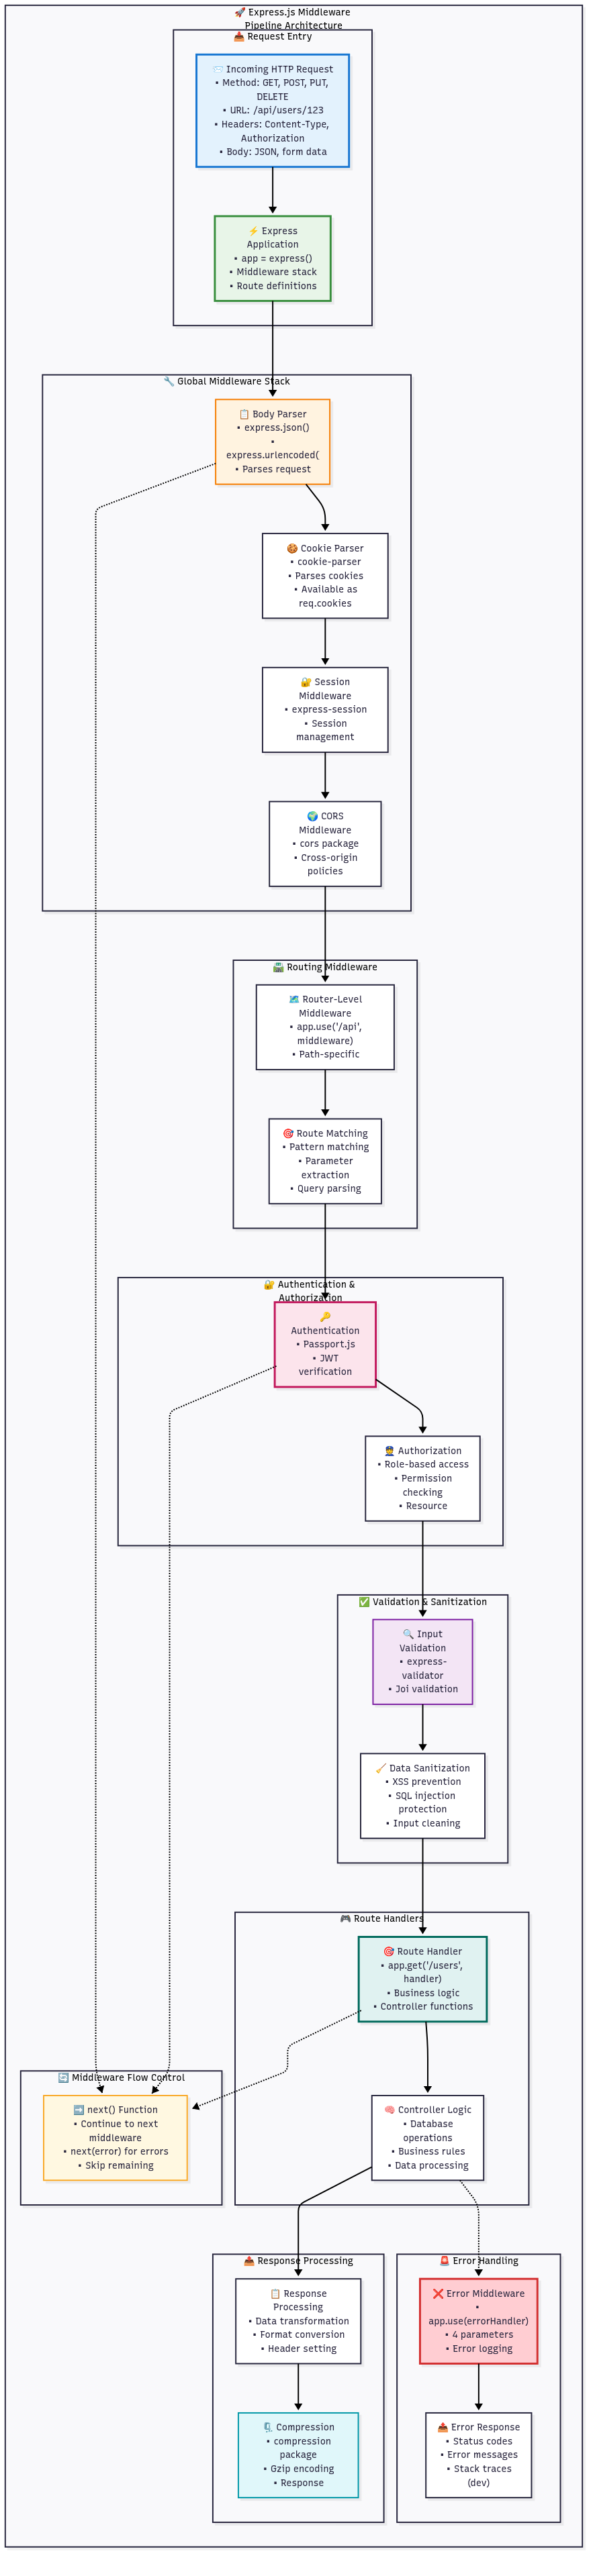 🚀 Express.js Middleware
Pipeline Architecture
📥 Request Entry
📨 Incoming HTTP Request
• Method: GET, POST, PUT,
DELETE
• URL: /api/users/123
• Headers: Content-Type,
Authorization
• Body: JSON, form data
⚡ Express
Application
• app = express()
• Middleware stack
• Route definitions
🔧 Global Middleware Stack
📋 Body Parser
• express.json()
•
express.urlencoded(
• Parses request
🍪 Cookie Parser
• cookie-parser
• Parses cookies
• Available as
req.cookies
🔐 Session
Middleware
• express-session
• Session
management
🌍 CORS
Middleware
• cors package
• Cross-origin
policies
🛣️ Routing Middleware
🗺️ Router-Level
Middleware
• app.use('/api',
middleware)
• Path-specific
🎯 Route Matching
• Pattern matching
• Parameter
extraction
• Query parsing
🔐 Authentication &
Authorization
🔑
Authentication
• Passport.js
• JWT
verification
👮 Authorization
• Role-based access
• Permission
checking
• Resource
✅ Validation & Sanitization
🔍 Input
Validation
• express-
validator
• Joi validation
🧹 Data Sanitization
• XSS prevention
• SQL injection
protection
• Input cleaning
🎮 Route Handlers
🎯 Route Handler
• app.get('/users',
handler)
• Business logic
• Controller functions
🔄 Middleware Flow Control
➡️ next() Function
• Continue to next
middleware
• next(error) for errors
• Skip remaining
🧠 Controller Logic
• Database
operations
• Business rules
• Data processing
📤 Response Processing
📋 Response
Processing
• Data transformation
• Format conversion
• Header setting
🗜️ Compression
• compression
package
• Gzip encoding
• Response
🚨 Error Handling
❌ Error Middleware
•
app.use(errorHandler)
• 4 parameters
• Error logging
📤 Error Response
• Status codes
• Error messages
• Stack traces
(dev)